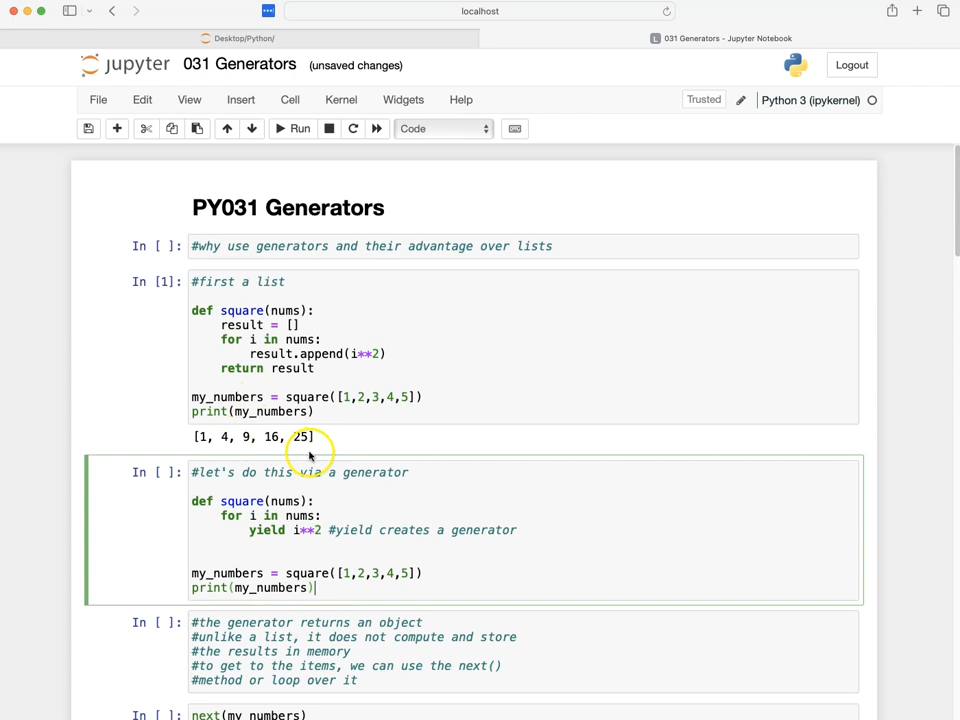 localhost
Desktop/Python/
031 Generators - Jupyter Notebook
jupyter 031 Generators (unsaved changes)
Logout
File Edit View Insert Cell Kernel Widgets Help
Trusted
Python 3 (ipykernel)
Run
Code
PY031 Generators
In [ ]: #why use generators and their advantage over lists
In [1]: #first a list
def square(nums):
result = []
for i in nums:
result.append(i**2)
return result
my_numbers = square([1,2,3,4,5])
print(my_numbers)
[1, 4, 9, 16, 25]
In [ ]: #let's do this via a generator
def square(nums):
for i in nums:
yield i**2 #yield creates a generator
my_numbers = square([1,2,3,4,5])
print(my_numbers)
In [ ]: #the generator returns an object
#unlike a list, it does not compute and store
#the results in memory
#to get to the items, we can use the next()
#method or loop over it
In [ ]: next(my_numbers)